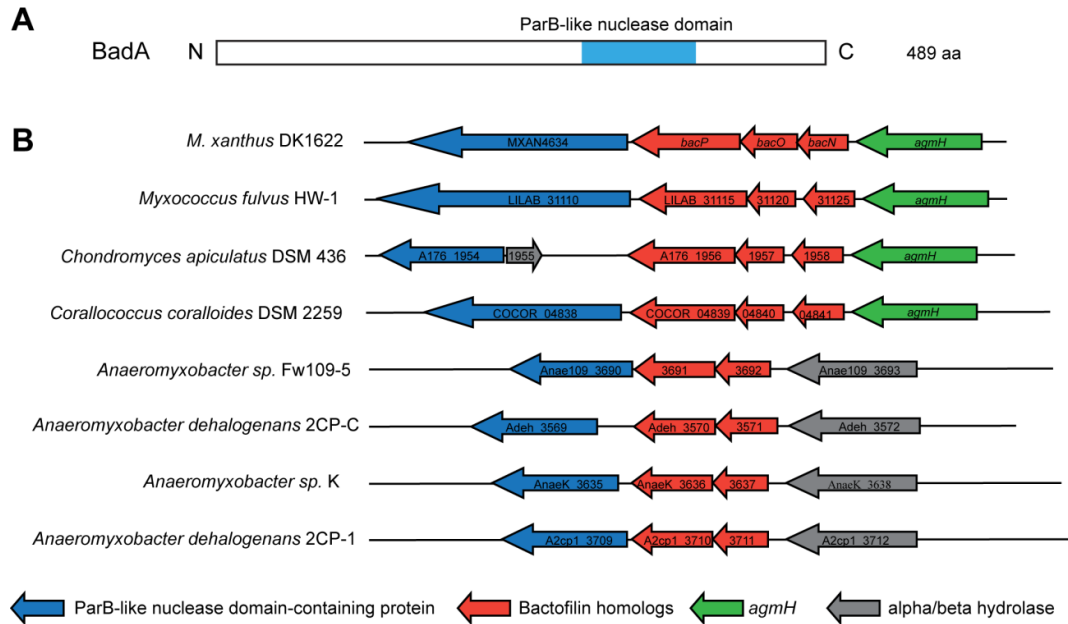 A
ParB-like nuclease domain
BadA N C 489 aa
B
M. xanthus DK1622 MXAN4634 bacP bacO bacN agmH
Myxococcus fulvus HW-1 LILAB_31110 LILAB_31115 31120 31125 agmH
Chondromyces apiculatus DSM 436 A176_1954 1955 A176_1956 1957 1958 agmH
Corallococcus coralloides DSM 2259 COCOR_04838 COCOR_04839 04840 04841 agmH
Anaeromyxobacter sp. Fw109-5 Anae109_3690 3691 3692 Anae109_3693
Anaeromyxobacter dehalogenans 2CP-C Adeh_3569 Adeh_3570 3571 Adeh_3572
Anaeromyxobacter sp. K AnaeK_3635 AnaeK_3636 3637 AnaeK_3638
Anaeromyxobacter dehalogenans 2CP-1 A2cp1_3709 A2cp1_3710 3711 A2cp1_3712
ParB-like nuclease domain-containing protein Bactofilin homologs agmH alpha/beta hydrolase